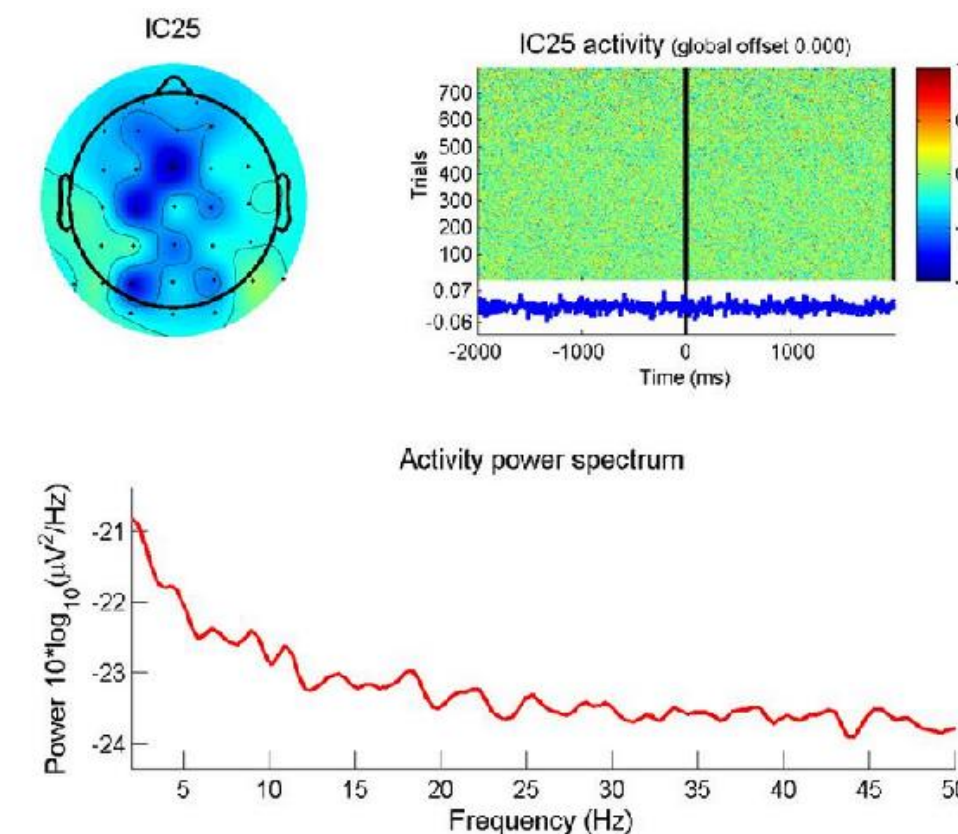 IC25
IC25 activity (global offset 0.000)
Trials
700
600
500
400
300
200
100
0.07
-0.06
-2000 -1000 0 1000
Time (ms)
Activity power spectrum
Power 10*log10(μV2/Hz)
-21
-22
-23
-24
5 10 15 20 25 30 35 40 45 50
Frequency (Hz)